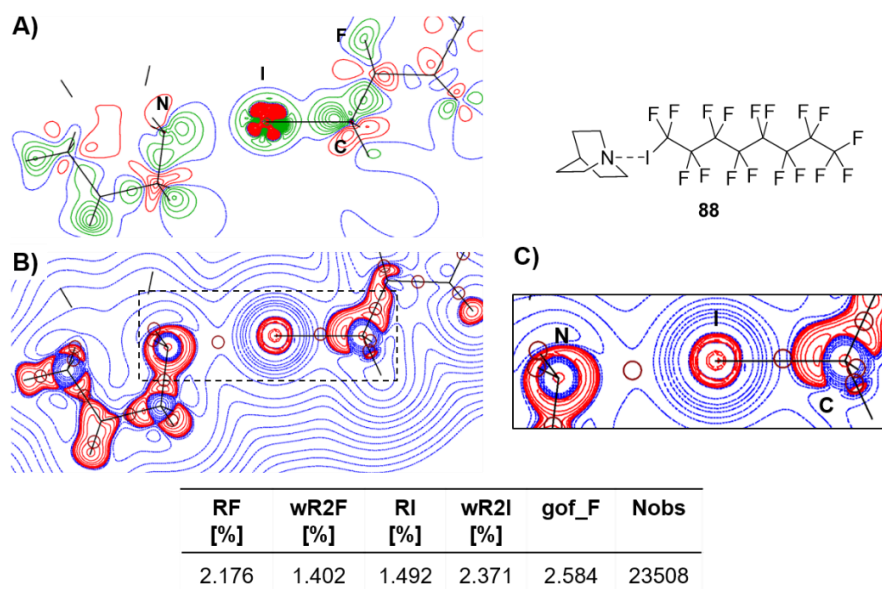 A)
F
I
N
C
F F F F F F F F
N I F
F
F F F F F F F
88
B)
C)
N I
C
RF wR2F RI wR2I gof_F Nobs
[%] [%] [%] [%]
2.176 1.402 1.492 2.371 2.584 23508